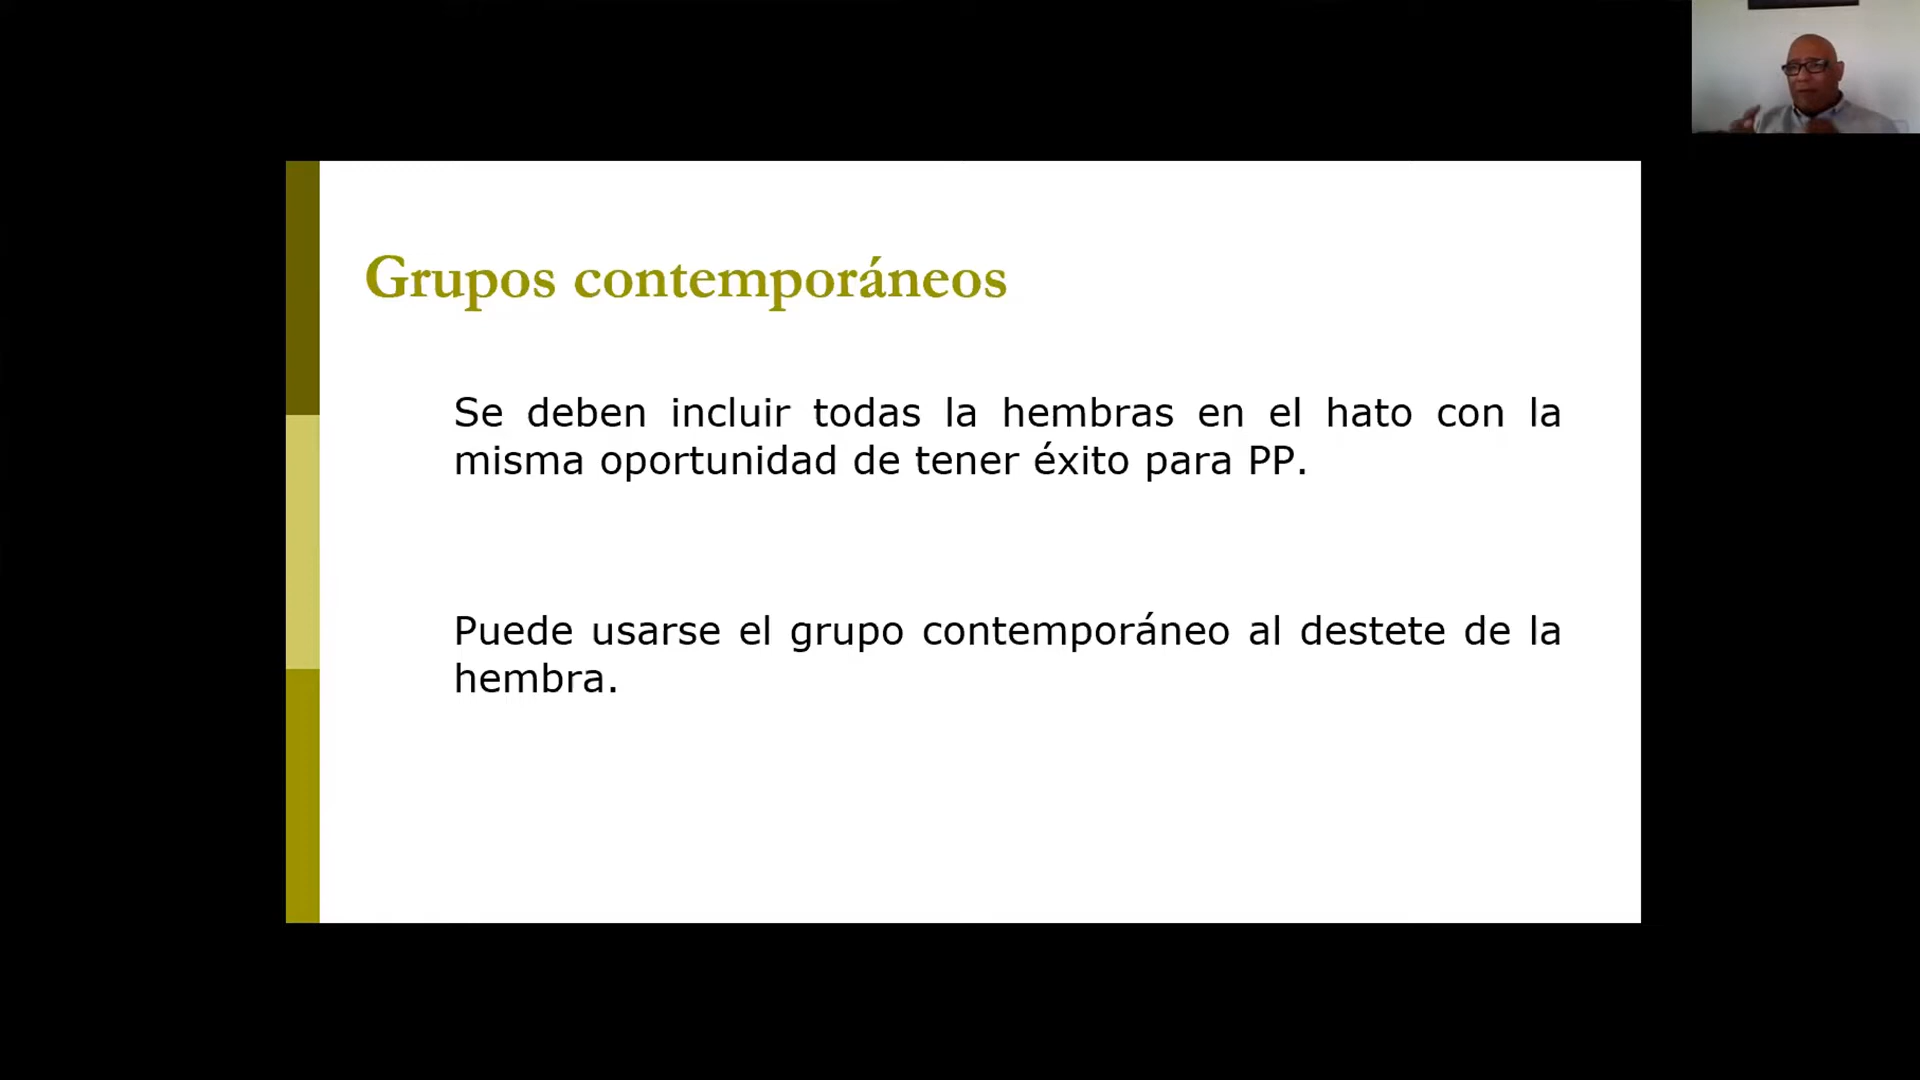 Grupos contemporáneos
Se deben incluir todas la hembras en el hato con la
misma oportunidad de tener éxito para PP.
Puede usarse el grupo contemporáneo al destete de la
hembra.